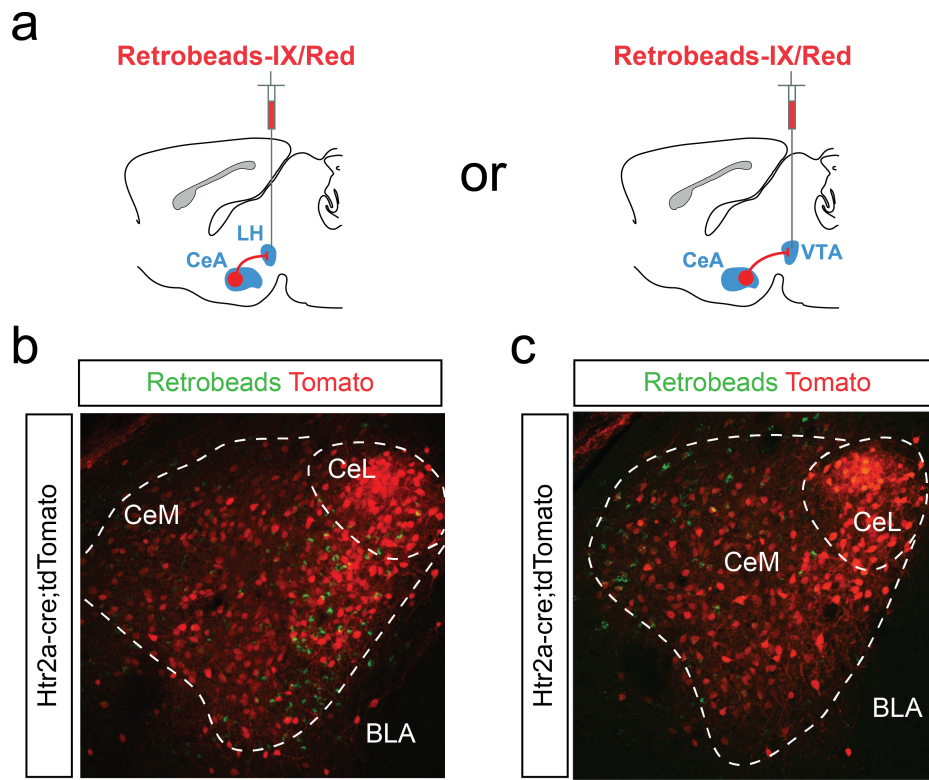 a
Retrobeads-IX/Red
LH
CeA
or
Retrobeads-IX/Red
CeA
VTA
b
Retrobeads Tomato
Htr2a-cre;tdTomato
CeM
CeL
BLA
c
Retrobeads Tomato
Htr2a-cre;tdTomato
CeL
CeM
BLA